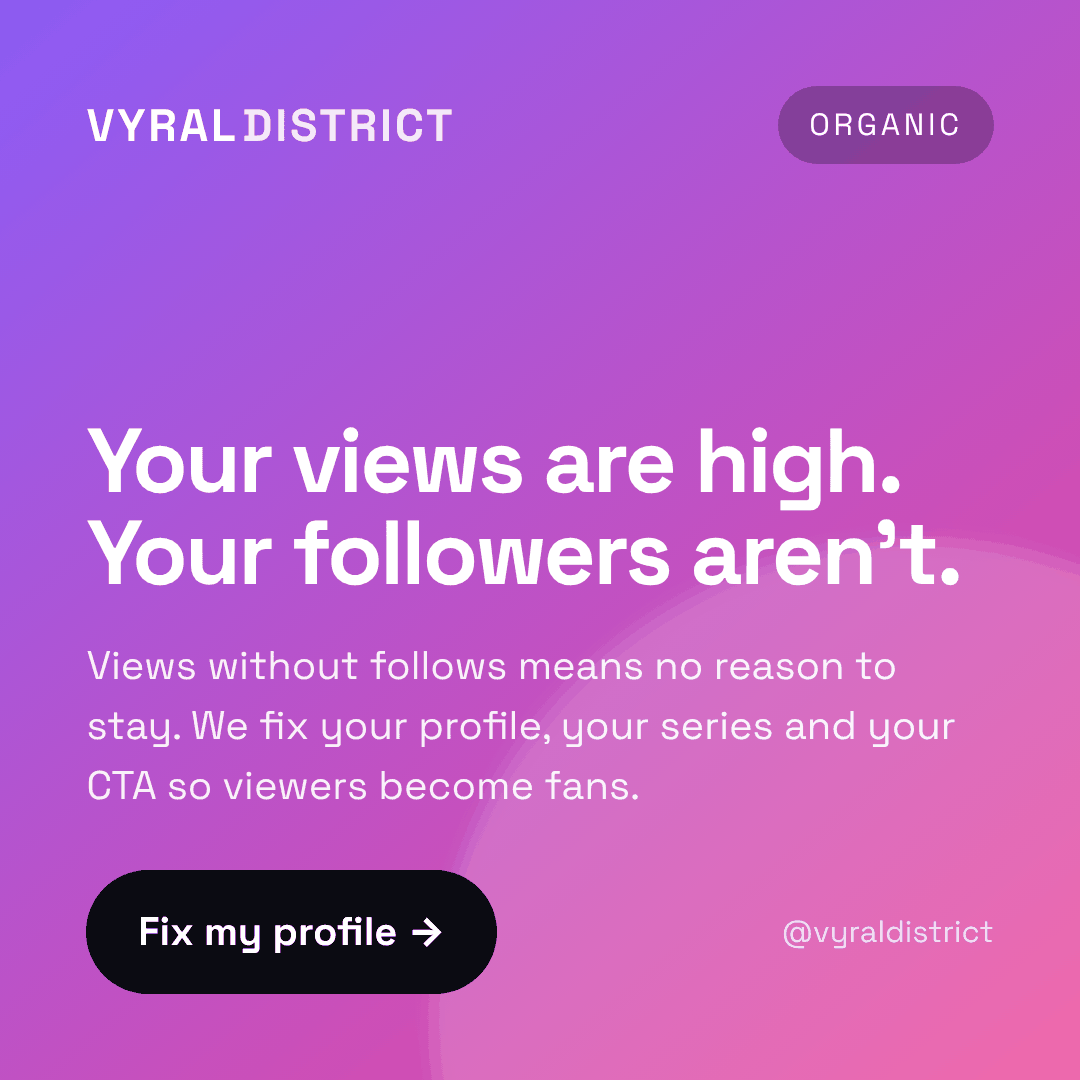 VYRAL DISTRICT
ORGANIC
Your views are high.
Your followers aren’t.
Views without follows means no reason to
stay. We fix your profile, your series and your
CTA so viewers become fans.
Fix my profile →
@vyraldistrict